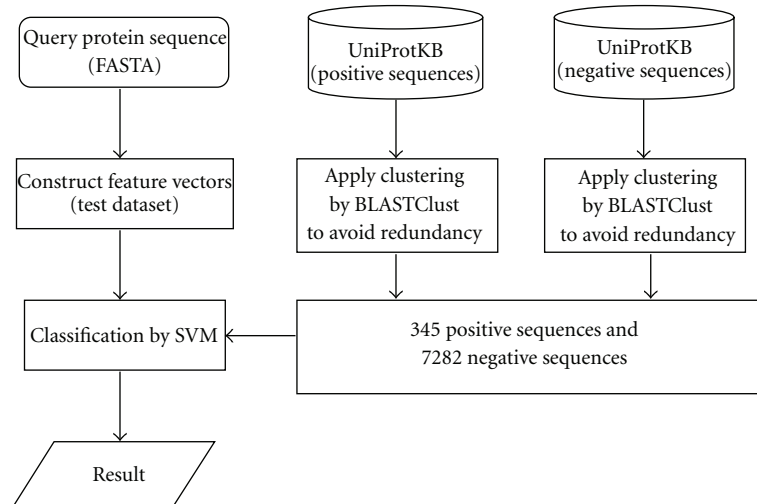 Query protein sequence
(FASTA)
UniProtKB
(positive sequences)
UniProtKB
(negative sequences)
Construct feature vectors
(test dataset)
Apply clustering
by BLASTClust
to avoid redundancy
Apply clustering
by BLASTClust
to avoid redundancy
Classification by SVM
345 positive sequences and
7282 negative sequences
Result